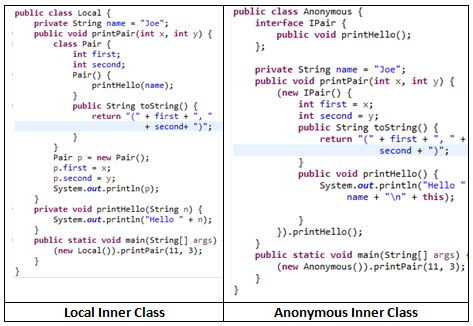 public class Local {
    private String name = "Joe";
    public void printPair(int x, int y) {
        class Pair {
            int first;
            int second;
            Pair() {
                printHello(name);
            }
            public String toString() {
                return "(" + first + ", "
                        + second+ ")";
            }
        }
        Pair p = new Pair();
        p.first = x;
        p.second = y;
        System.out.println(p);
    }
    private void printHello(String n) {
        System.out.println("Hello " + n);
    }
    public static void main(String[] args) {
        (new Local()).printPair(11, 3);
    }
}
Local Inner Class
public class Anonymous {
    interface IPair {
        public void printHello();
    };
    private String name = "Joe";
    public void printPair(int x, int y) {
        (new IPair() {
            int first = x;
            int second = y;
            public String toString() {
                return "(" + first + ", " +
                        second + ")";
            }
            public void printHello() {
                System.out.println("Hello "
                    name + "\n" + this);
            }
        }).printHello();
    }
    public static void main(String[] args)
        (new Anonymous()).printPair(11, 3);
    }
}
Anonymous Inner Class